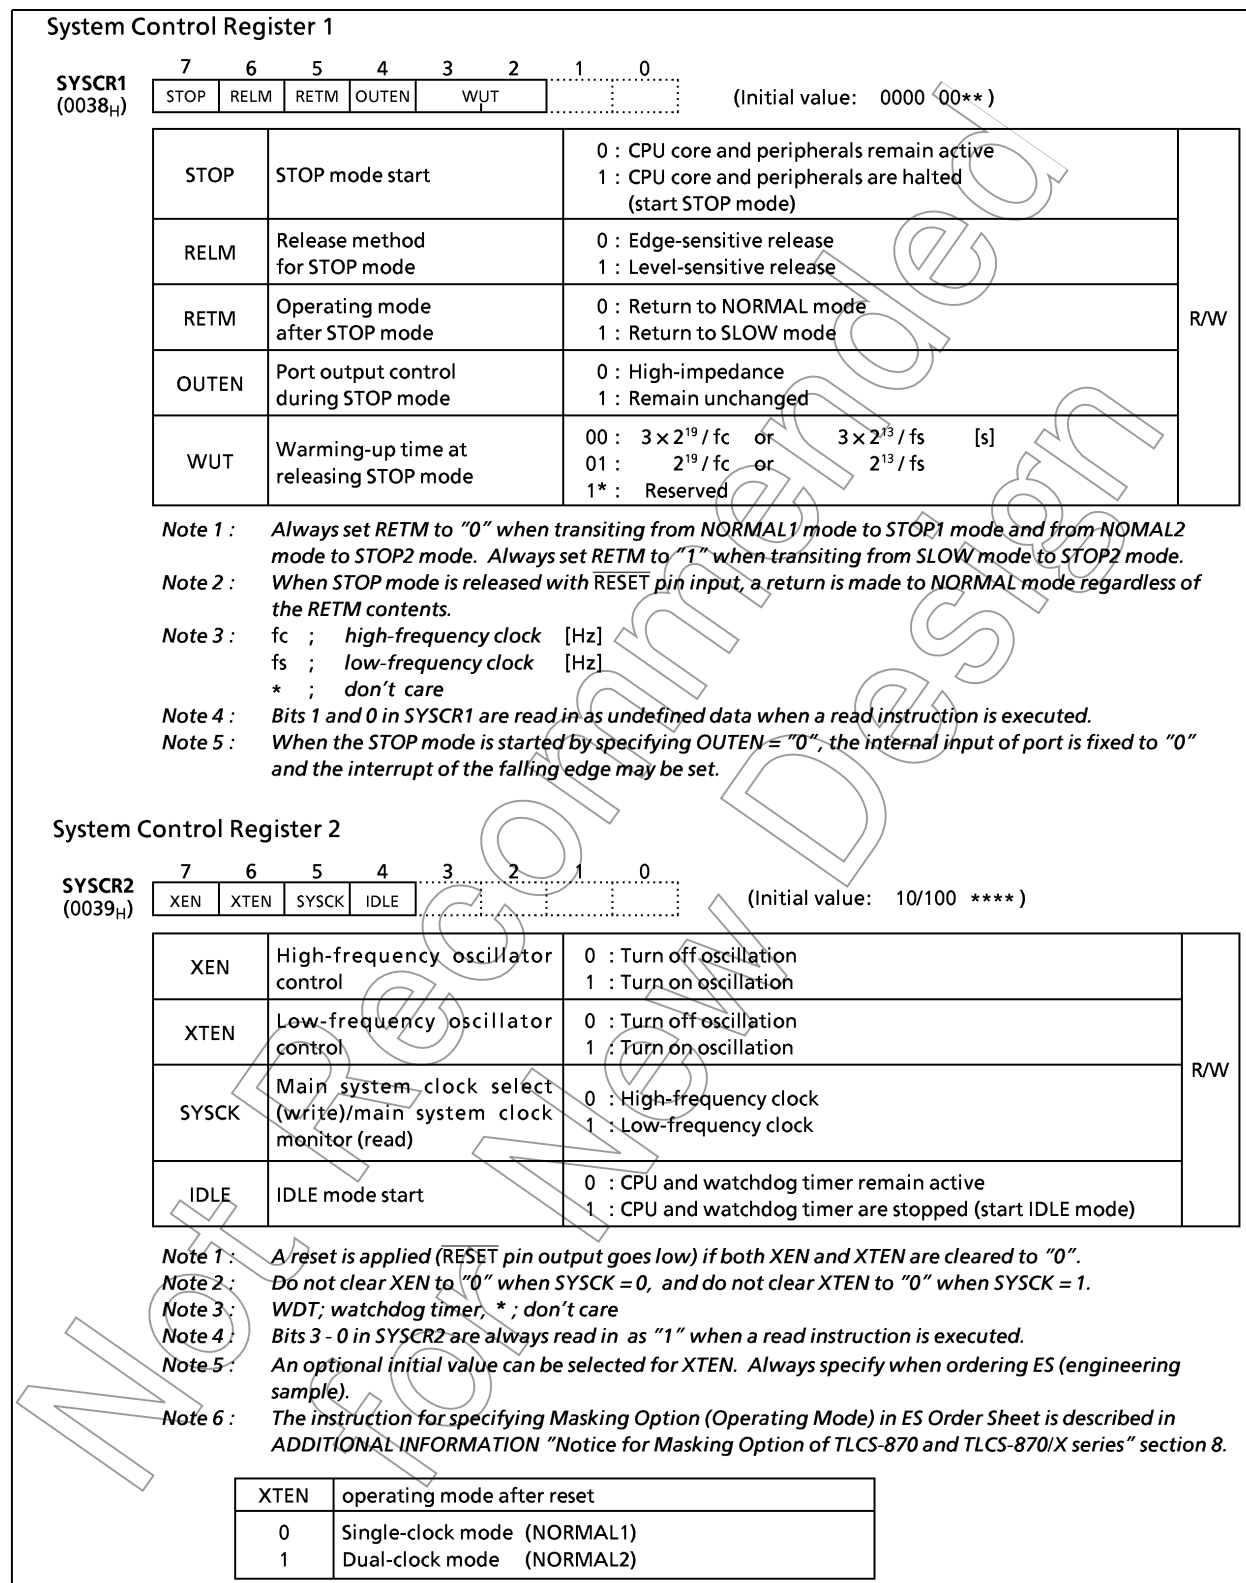 System Control Register 1
7 6 5 4 3 2 1 0
SYSCR1
(0038H)
STOP RELM RETM OUTEN WUT
(Initial value: 0000 00**)
STOP STOP mode start
0 : CPU core and peripherals remain active
1 : CPU core and peripherals are halted
(start STOP mode)
RELM Release method
for STOP mode
0 : Edge-sensitive release
1 : Level-sensitive release
RETM Operating mode
after STOP mode
0 : Return to NORMAL mode
1 : Return to SLOW mode
R/W
OUTEN Port output control
during STOP mode
0 : High-impedance
1 : Remain unchanged
WUT Warming-up time at
releasing STOP mode
00 : 3 × 2¹⁹ / fc or 3 × 2¹³ / fs [s]
01 : 2¹⁹ / fc or 2¹³ / fs
1* : Reserved
Note 1 : Always set RETM to "0" when transiting from NORMAL1 mode to STOP1 mode and from NOMAL2
mode to STOP2 mode. Always set RETM to "1" when transiting from SLOW mode to STOP2 mode.
Note 2 : When STOP mode is released with RESET pin input, a return is made to NORMAL mode regardless of
the RETM contents.
Note 3 : fc ; high-frequency clock [Hz]
fs ; low-frequency clock [Hz]
* ; don't care
Note 4 : Bits 1 and 0 in SYSCR1 are read in as undefined data when a read instruction is executed.
Note 5 : When the STOP mode is started by specifying OUTEN = "0", the internal input of port is fixed to "0"
and the interrupt of the falling edge may be set.
System Control Register 2
7 6 5 4 3 2 1 0
SYSCR2
(0039H)
XEN XTEN SYSCK IDLE
(Initial value: 10/100 ****)
XEN High-frequency oscillator
control
0 : Turn off oscillation
1 : Turn on oscillation
XTEN Low-frequency oscillator
control
0 : Turn off oscillation
1 : Turn on oscillation
R/W
SYSCK Main system clock select
(write)/main system clock
monitor (read)
0 : High-frequency clock
1 : Low-frequency clock
IDLE IDLE mode start
0 : CPU and watchdog timer remain active
1 : CPU and watchdog timer are stopped (start IDLE mode)
Note 1 : A reset is applied (RESET pin output goes low) if both XEN and XTEN are cleared to "0".
Note 2 : Do not clear XEN to "0" when SYSCK = 0, and do not clear XTEN to "0" when SYSCK = 1.
Note 3 : WDT; watchdog timer, * ; don't care
Note 4 : Bits 3 - 0 in SYSCR2 are always read in as "1" when a read instruction is executed.
Note 5 : An optional initial value can be selected for XTEN. Always specify when ordering ES (engineering
sample).
Note 6 : The instruction for specifying Masking Option (Operating Mode) in ES Order Sheet is described in
ADDITIONAL INFORMATION "Notice for Masking Option of TLCS-870 and TLCS-870/X series" section 8.
XTEN operating mode after reset
0 Single-clock mode (NORMAL1)
1 Dual-clock mode (NORMAL2)
Not Recommended
for New Design